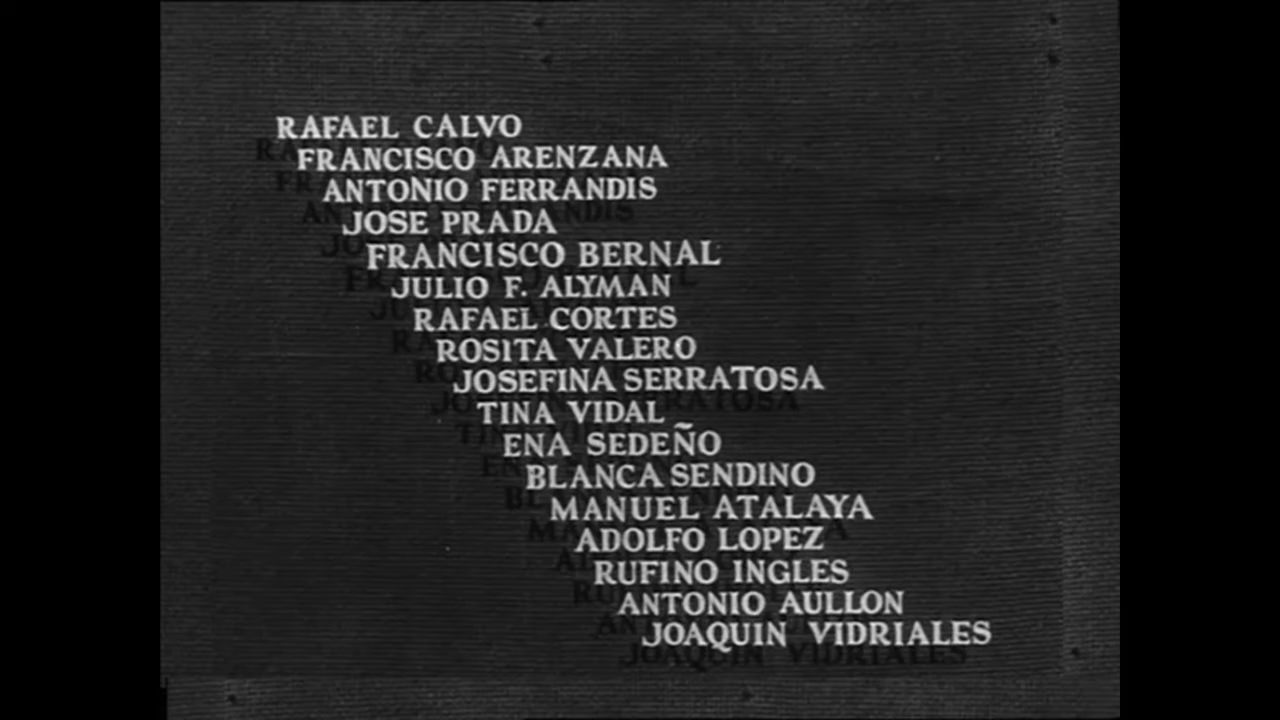 RAFAEL CALVO
FRANCISCO ARENZANA
ANTONIO FERRANDIS
JOSE PRADA
FRANCISCO BERNAL
JULIO F. ALYMAN
RAFAEL CORTES
ROSITA VALERO
JOSEFINA SERRATOSA
TINA VIDAL
ENA SEDEÑO
BLANCA SENDINO
MANUEL ATALAYA
ADOLFO LOPEZ
RUFINO INGLES
ANTONIO AULLON
JOAQUIN VIDRIALES